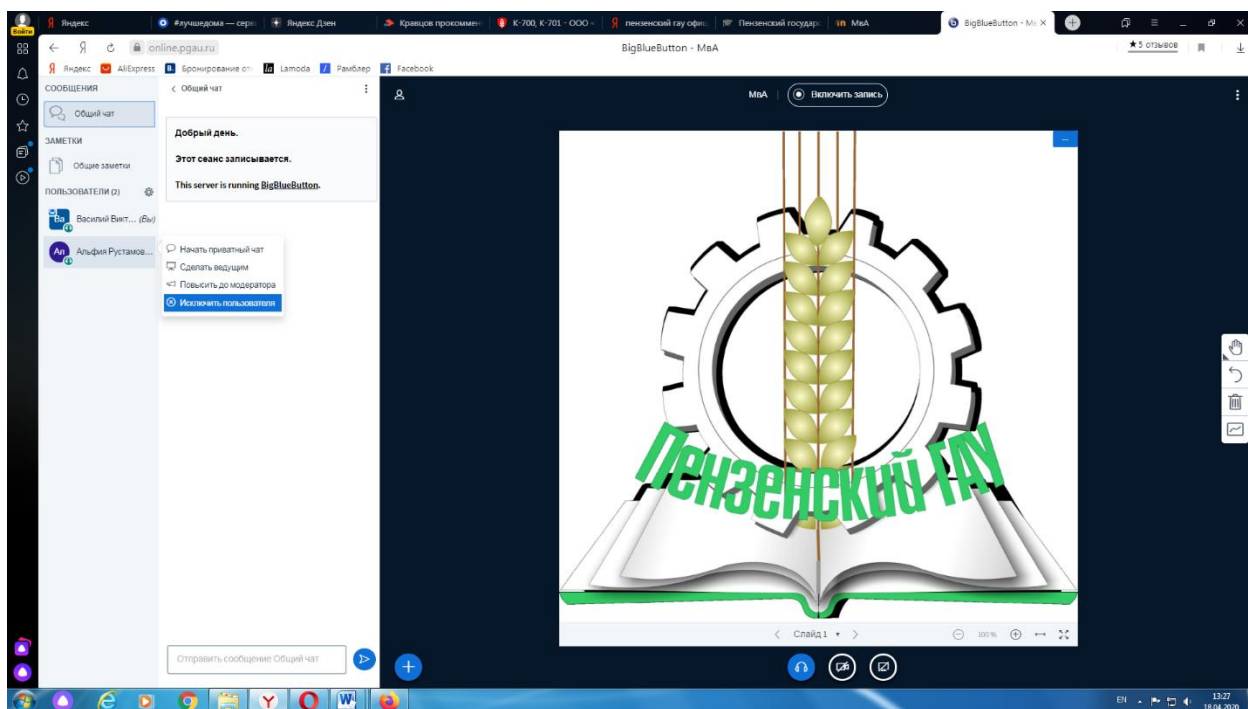 Войти
Яндекс
#лучшедома — серв
Яндекс Дзен
Кравцов прокоммен
К-700, К-701 - ООО «
пензенский гау офиц
Пензенский государс
МвА
BigBlueButton - Мв
online.pgau.ru
BigBlueButton - МвА
★5 отзывов
Яндекс
AliExpress
Бронирование от
Lamoda
Рамблер
Facebook
СООБЩЕНИЯ
Общий чат
ЗАМЕТКИ
Общие заметки
ПОЛЬЗОВАТЕЛИ (2)
Ва
Василий Викт... (Вы)
Ал
Альфия Рустамов...
Общий чат
Добрый день.
Этот сеанс записывается.
This server is running BigBlueButton.
Начать приватный чат
Сделать ведущим
Повысить до модератора
Исключить пользователя
Отправить сообщение Общий чат
МвА
Включить запись
Пензенский ГАУ
Слайд 1
100%
EN
13:27
18.04.2020